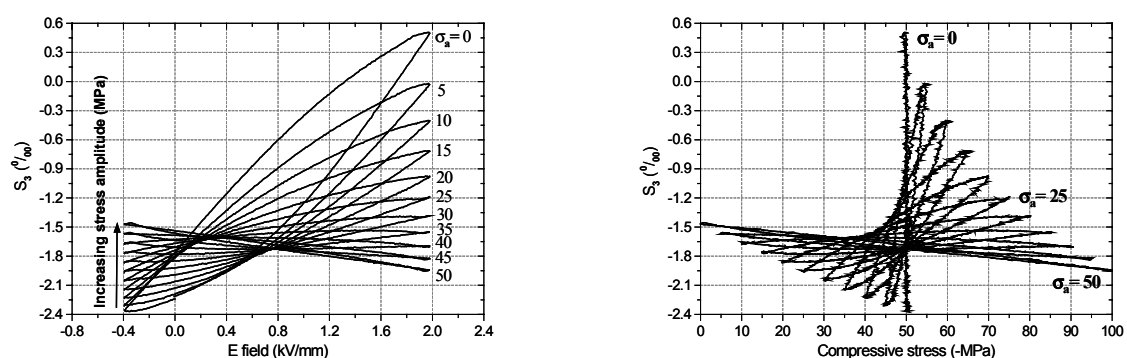 0.6
0.3
0.0
-0.3
-0.6
-0.9
-1.2
-1.5
-1.8
-2.1
-2.4
S₃ (⁰/₀₀)
Increasing stress amplitude (MPa)
σₐ= 0
5
10
15
20
25
30
35
40
45
50
-0.8 -0.4 0.0 0.4 0.8 1.2 1.6 2.0 2.4
E field (kV/mm)
0.6
0.3
0.0
-0.3
-0.6
-0.9
-1.2
-1.5
-1.8
-2.1
-2.4
S₃ (⁰/₀₀)
σₐ= 0
σₐ= 25
σₐ= 50
0 10 20 30 40 50 60 70 80 90 100
Compressive stress (-MPa)